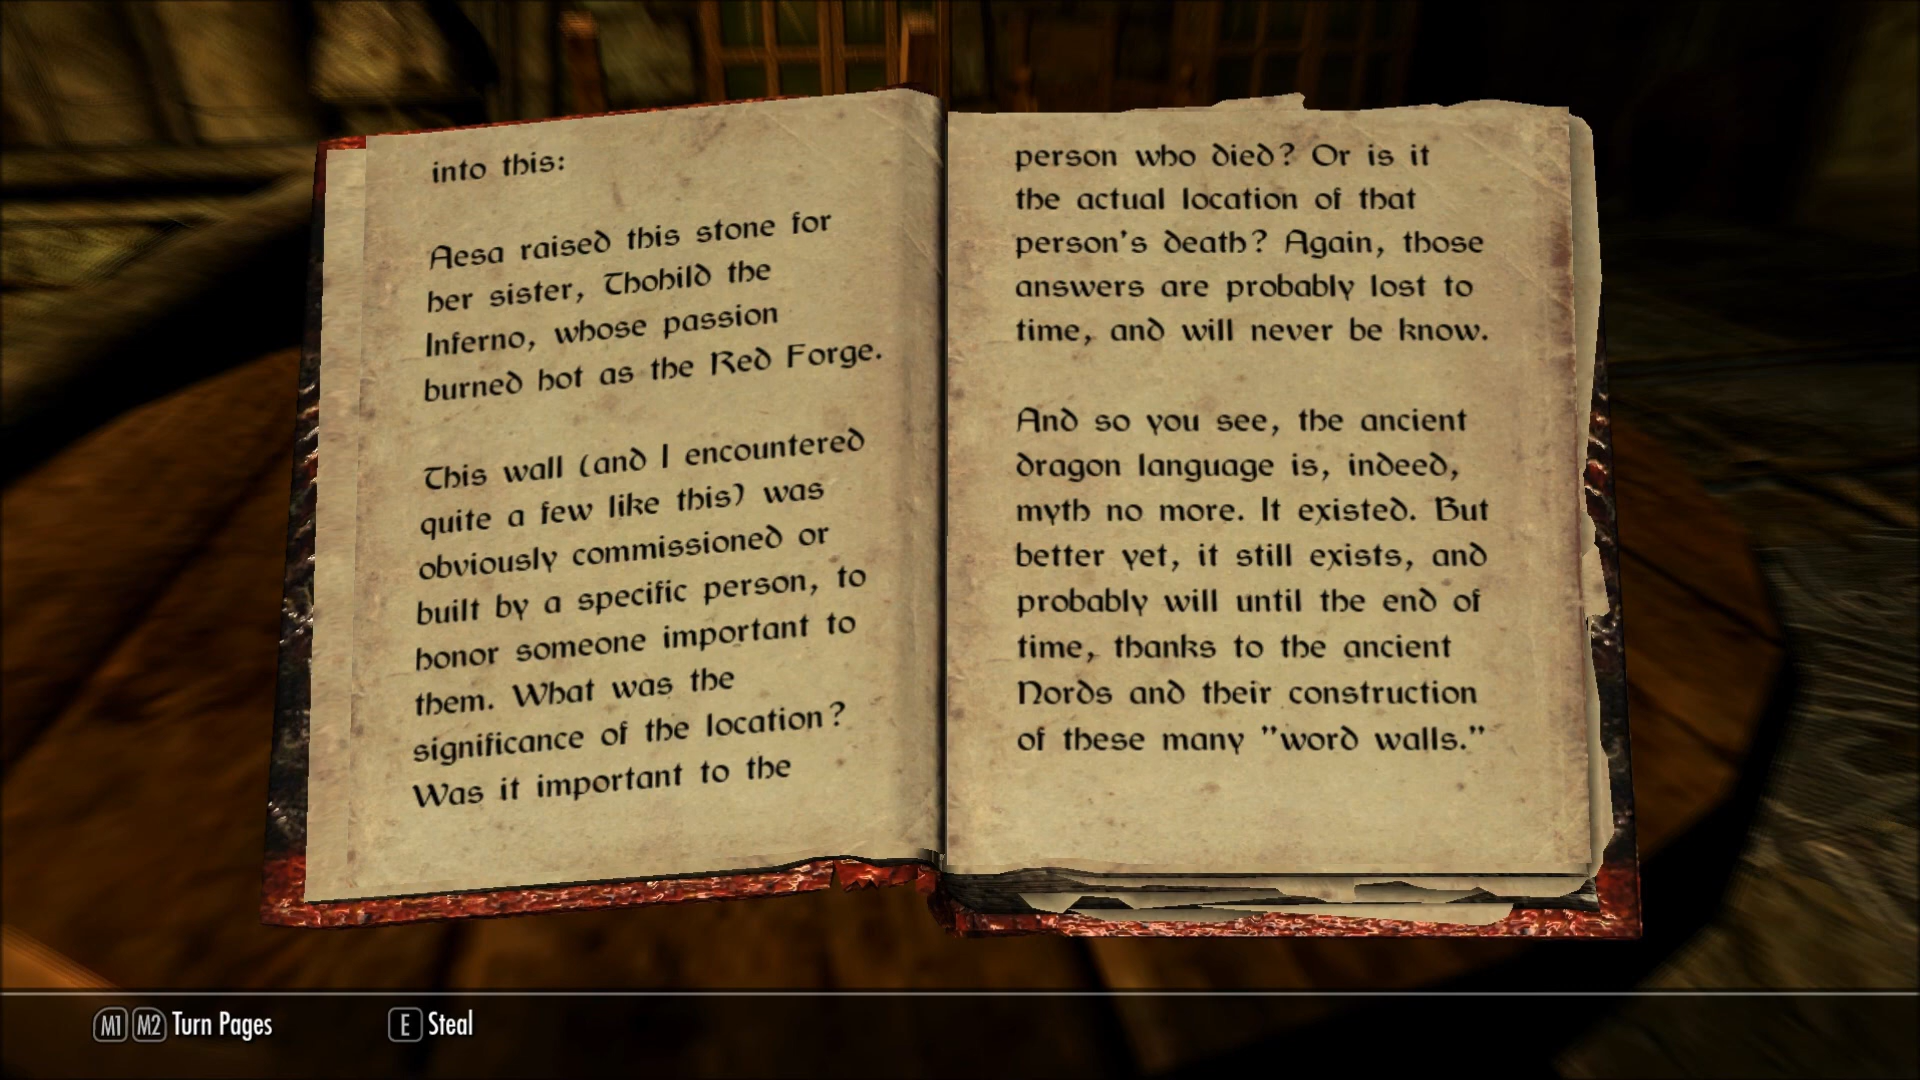 into this:
Aesa raised this stone for
her sister, Thohild the
Inferno, whose passion
burned hot as the Red Forge.
This wall (and I encountered
quite a few like this) was
obviously commissioned or
built by a specific person, to
honor someone important to
them. What was the
significance of the location?
Was it important to the
person who died? Or is it
the actual location of that
person's death? Again, those
answers are probably lost to
time, and will never be know.
And so you see, the ancient
dragon language is, indeed,
myth no more. It existed. But
better yet, it still exists, and
probably will until the end of
time, thanks to the ancient
Nords and their construction
of these many "word walls."
M1 M2 Turn Pages
E Steal